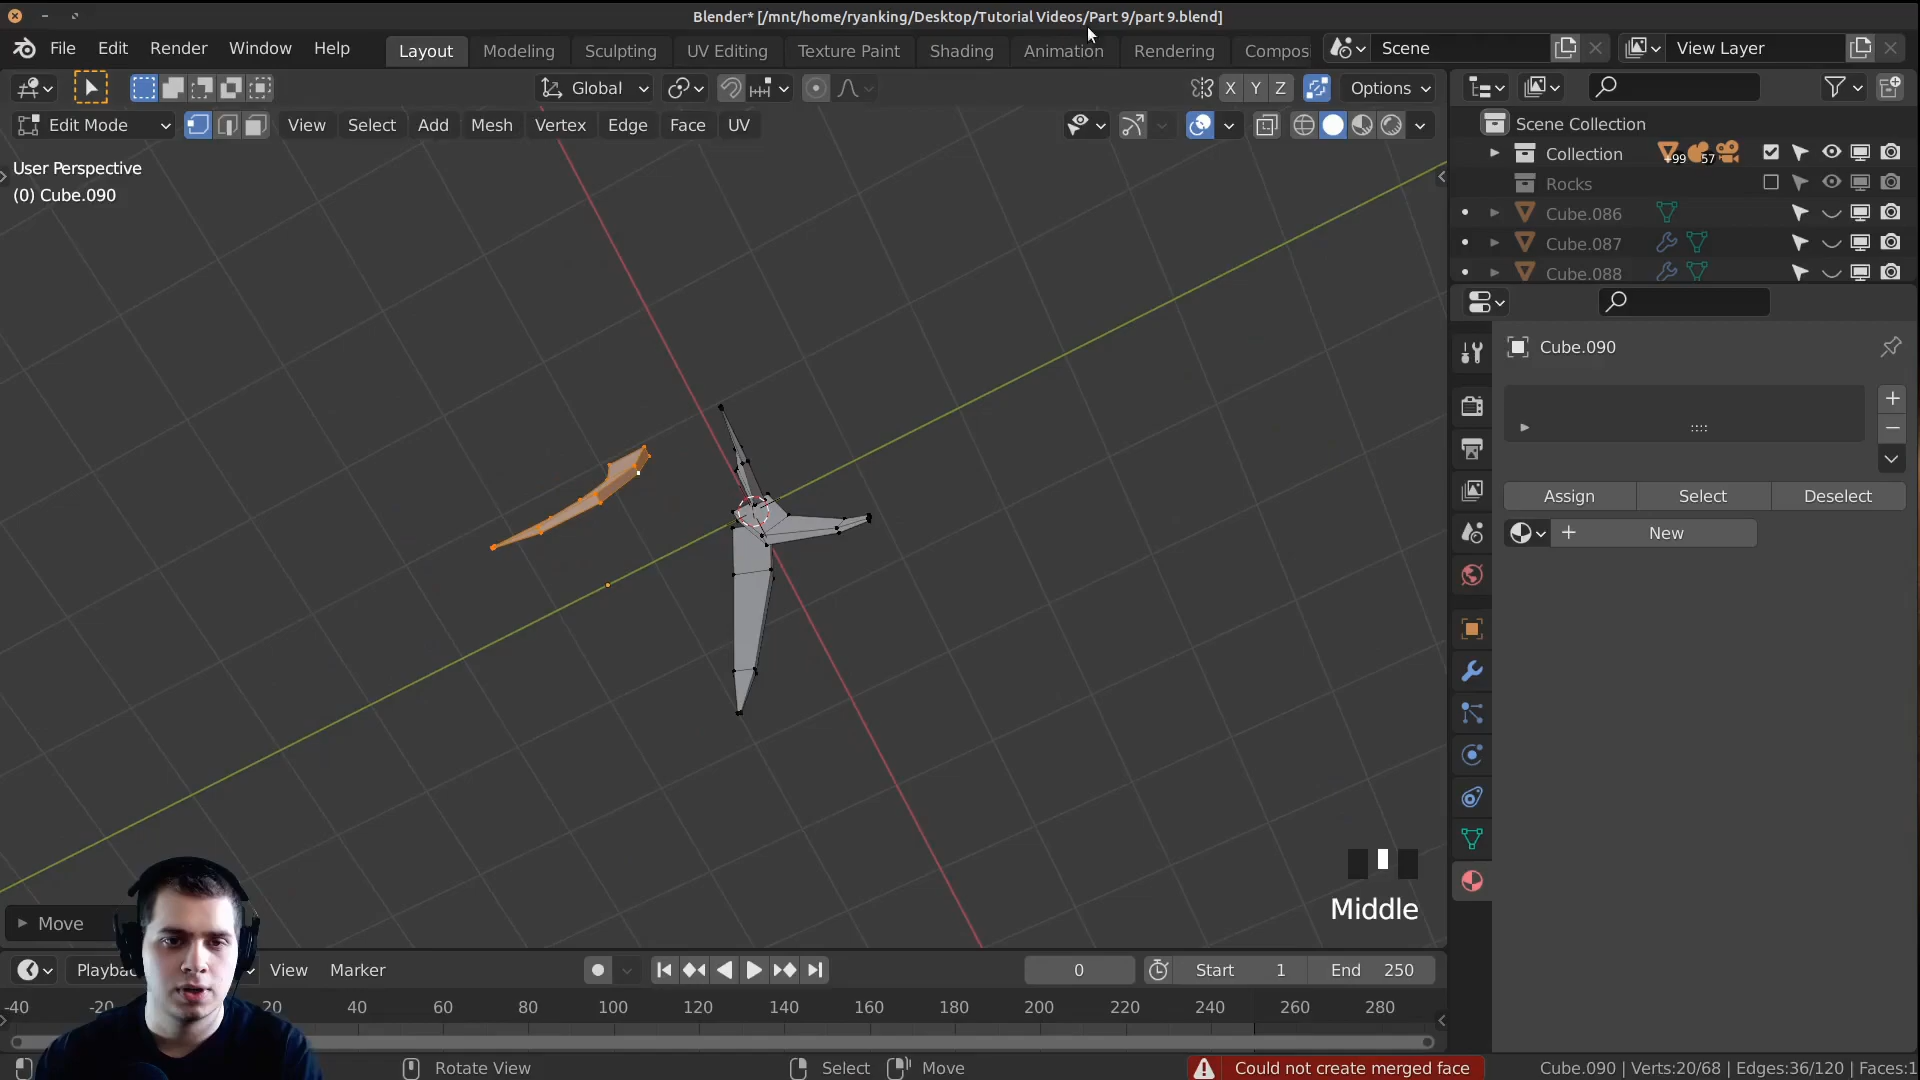 Blender* [/mnt/home/ryanking/Desktop/Tutorial Videos/Part 9/part 9.blend]
File Edit Render Window Help Layout Modeling Sculpting UV Editing Texture Paint Shading Animation Rendering Compos Scene View Layer
Global X Y Z Options
Edit Mode View Select Add Mesh Vertex Edge Face UV
User Perspective
(0) Cube.090
Scene Collection
Collection +99 57
Rocks
Cube.086
Cube.087
Cube.088
Cube.090
Assign Select Deselect
New
Middle
Move
Playbac View Marker 0 Start 1 End 250
-40 -20 20 40 60 80 100 120 140 160 180 200 220 240 260 280
Rotate View Select Move Could not create merged face Cube.090 | Verts:20/68 | Edges:36/120 | Faces:1